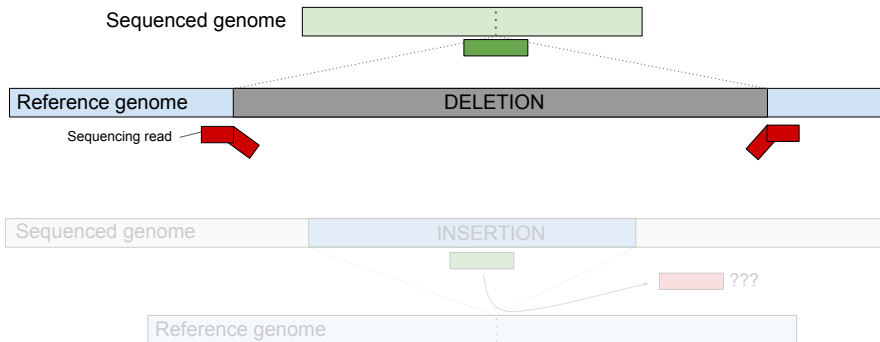 Sequenced genome
Reference genome
DELETION
Sequencing read
Sequenced genome
INSERTION
???
Reference genome